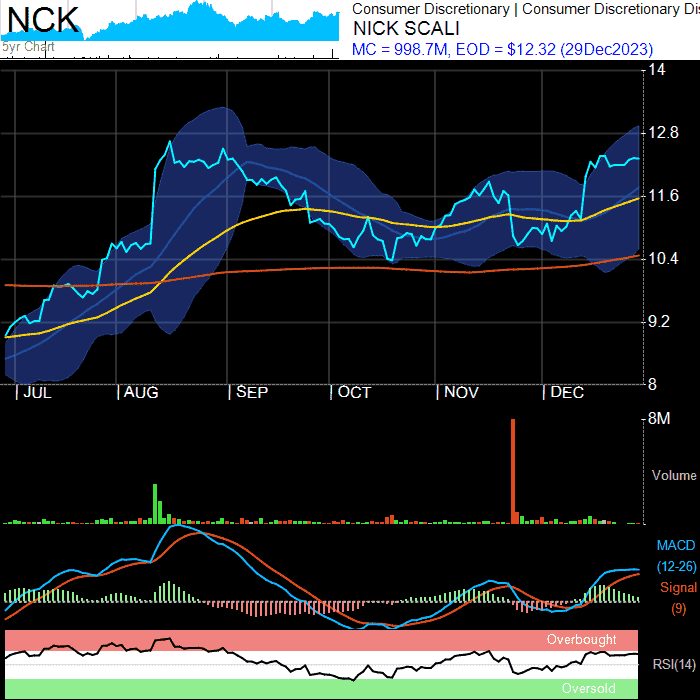 NCK
5yr Chart
Consumer Discretionary | Consumer Discretionary Dis
NICK SCALI
MC = 998.7M, EOD = $12.32 (29Dec2023)
14
12.8
11.6
10.4
9.2
8
JUL AUG SEP OCT NOV DEC
8M
Volume
MACD
(12-26)
Signal
(9)
Overbought
RSI(14)
Oversold